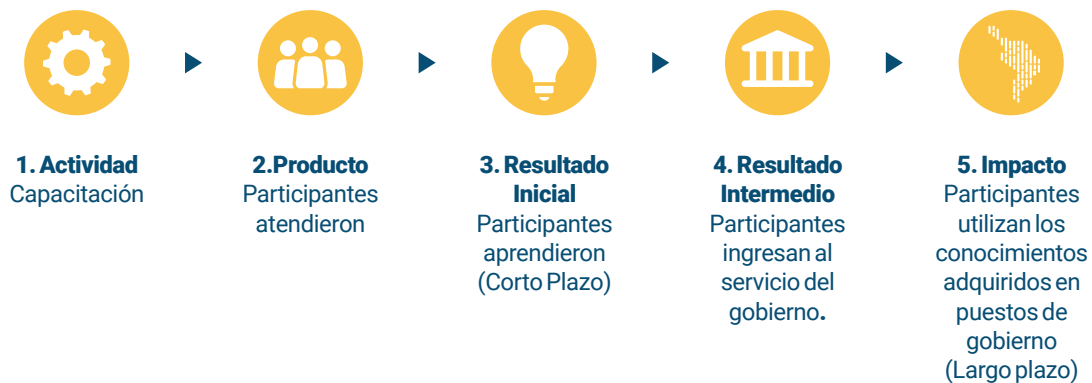 1. Actividad
Capacitación
2.Producto
Participantes
atendieron
3. Resultado
Inicial
Participantes
aprendieron
(Corto Plazo)
4. Resultado
Intermedio
Participantes
ingresan al
servicio del
gobierno.
5. Impacto
Participantes
utilizan los
conocimientos
adquiridos en
puestos de
gobierno
(Largo plazo)